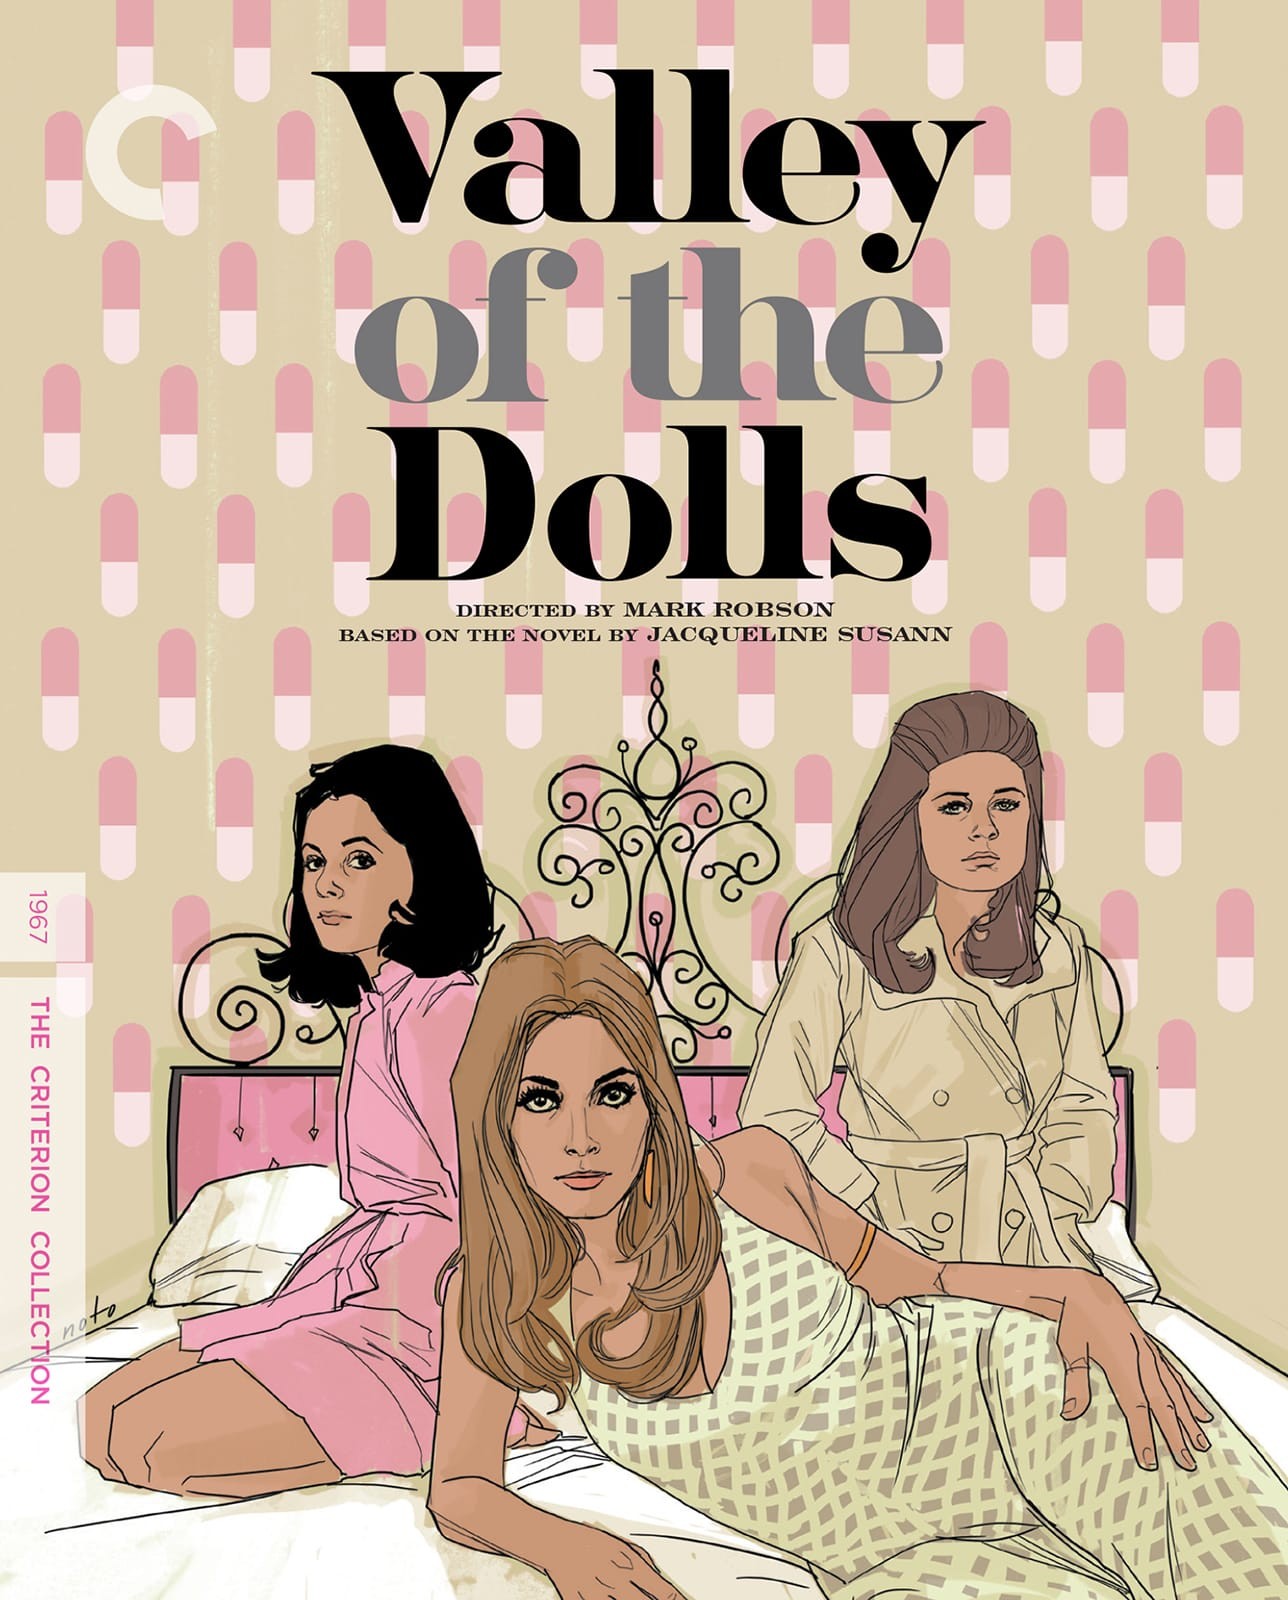 Valley
of the
Dolls
DIRECTED BY MARK ROBSON
BASED ON THE NOVEL BY JACQUELINE SUSANN
1967
THE CRITERION COLLECTION
noto